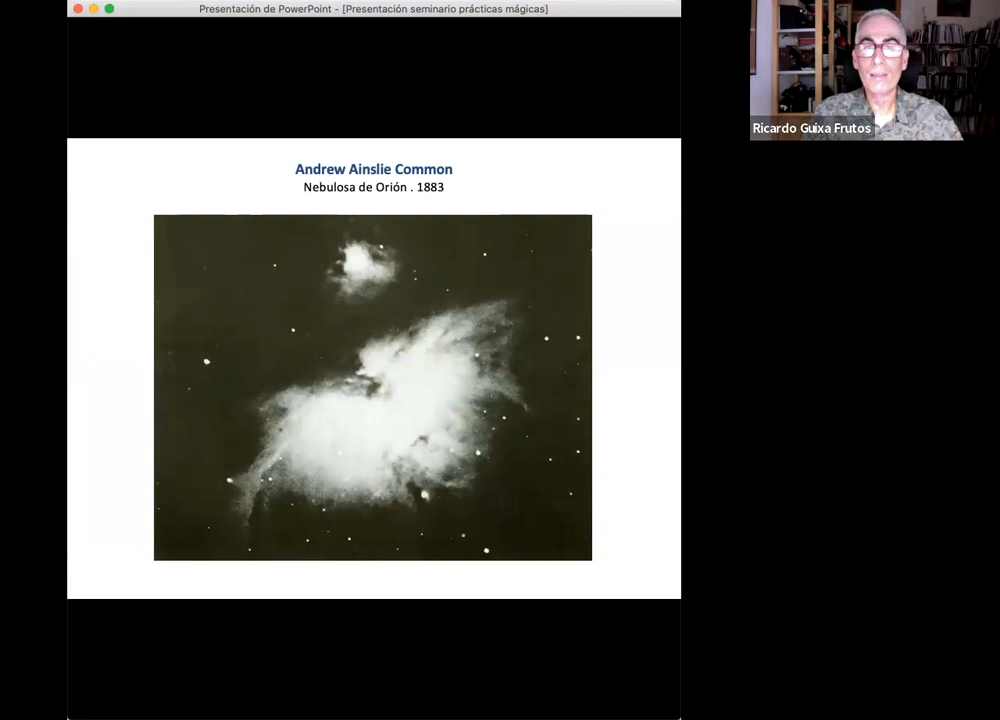 Presentación de PowerPoint - [Presentación seminario prácticas mágicas]
Andrew Ainslie Common
Nebulosa de Orión . 1883
Ricardo Guixa Frutos